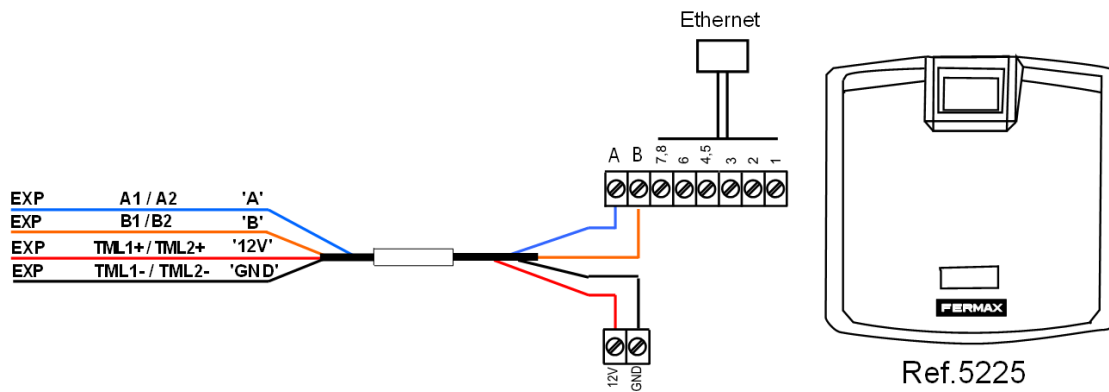 Ethernet
A B 7,8 6 4,5 3 2 1
EXP A1 / A2 'A'
EXP B1 / B2 'B'
EXP TML1+ / TML2+ '12V'
EXP TML1- / TML2- 'GND'
12V GND
FERMAX
Ref.5225